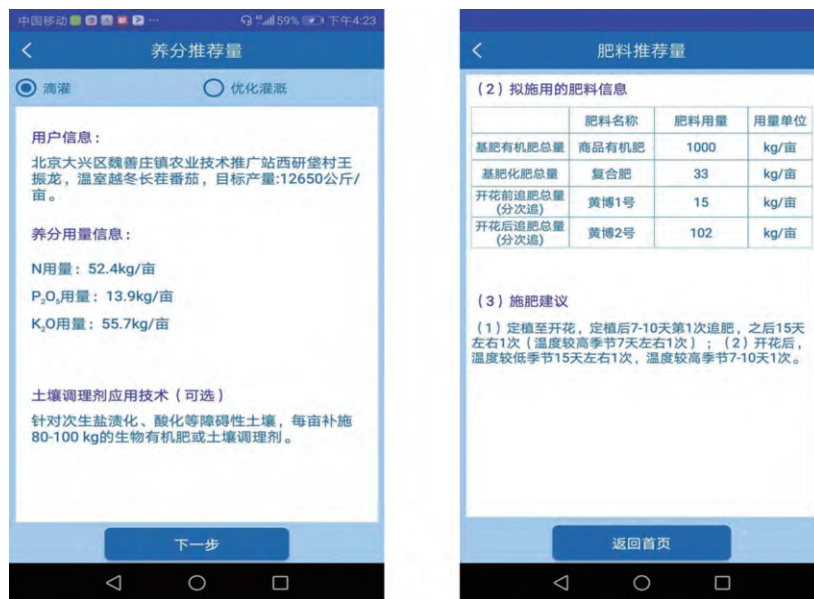 中国移动 59% 下午4:23
养分推荐量
滴灌 优化灌溉
用户信息：
北京大兴区魏善庄镇农业技术推广站西研垡村王
振龙，温室越冬长茬番茄，目标产量:12650公斤/
亩。
养分用量信息：
N用量：52.4kg/亩
P₂O₅用量：13.9kg/亩
K₂O用量：55.7kg/亩
土壤调理剂应用技术（可选）
针对次生盐渍化、酸化等障碍性土壤，每亩补施
80-100 kg的生物有机肥或土壤调理剂。
下一步
肥料推荐量
（2）拟施用的肥料信息
肥料名称 肥料用量 用量单位
基肥有机肥总量 商品有机肥 1000 kg/亩
基肥化肥总量 复合肥 33 kg/亩
开花前追肥总量
(分次追) 黄博1号 15 kg/亩
开花后追肥总量
(分次追) 黄博2号 102 kg/亩
（3）施肥建议
（1）定植至开花，定植后7-10天第1次追肥，之后15天
左右1次（温度较高季节7天左右1次）；（2）开花后，
温度较低季节15天左右1次，温度较高季节7-10天1次。
返回首页